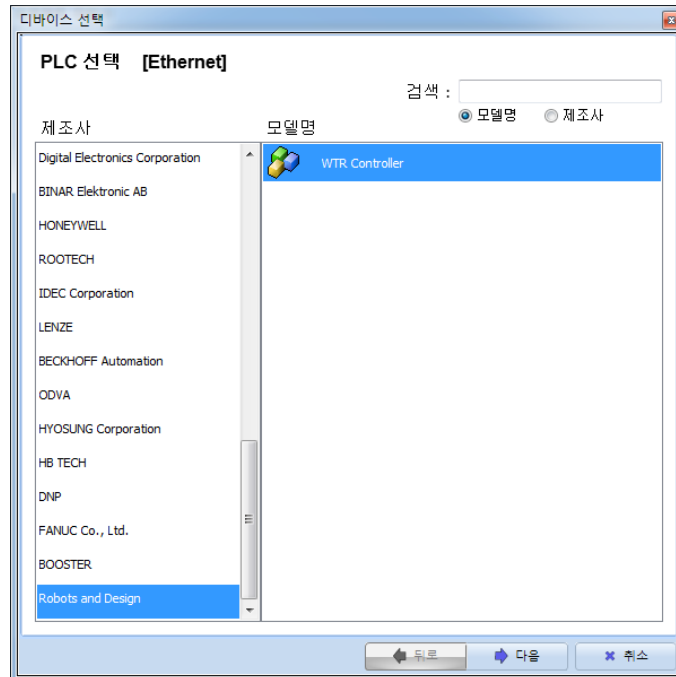 디바이스 선택
PLC 선택 [Ethernet]
검색 :
모델명 제조사
제조사 모델명
Digital Electronics Corporation
WTR Controller
BINAR Elektronic AB
HONEYWELL
ROOTECH
IDEC Corporation
LENZE
BECKHOFF Automation
ODVA
HYOSUNG Corporation
HB TECH
DNP
FANUC Co., Ltd.
BOOSTER
Robots and Design
뒤로 다음 취소